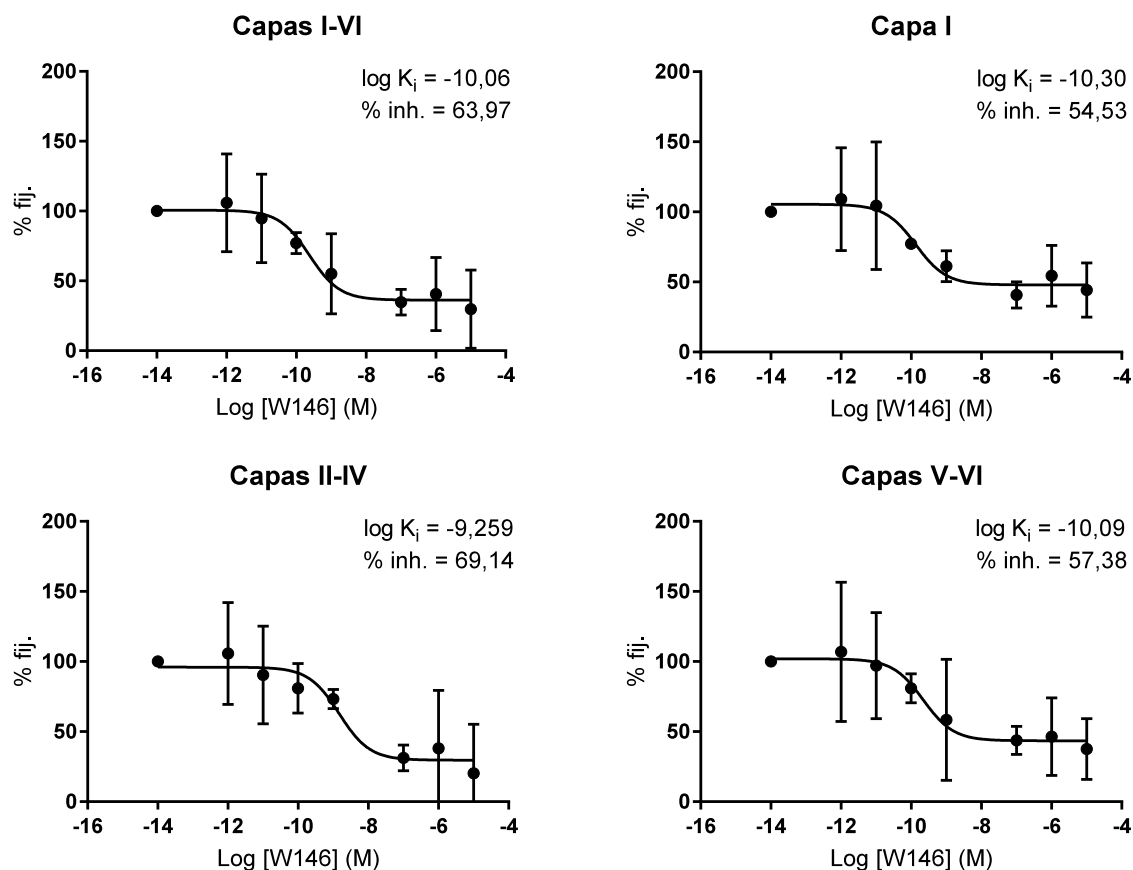 Capas I-VI
log Ki = -10,06
% inh. = 63,97
200
150
100
50
0
% fij.
-16 -14 -12 -10 -8 -6 -4
Log [W146] (M)
Capa I
log Ki = -10,30
% inh. = 54,53
200
150
100
50
0
% fij.
-16 -14 -12 -10 -8 -6 -4
Log [W146] (M)
Capas II-IV
log Ki = -9,259
% inh. = 69,14
200
150
100
50
0
% fij.
-16 -14 -12 -10 -8 -6 -4
Log [W146] (M)
Capas V-VI
log Ki = -10,09
% inh. = 57,38
200
150
100
50
0
% fij.
-16 -14 -12 -10 -8 -6 -4
Log [W146] (M)